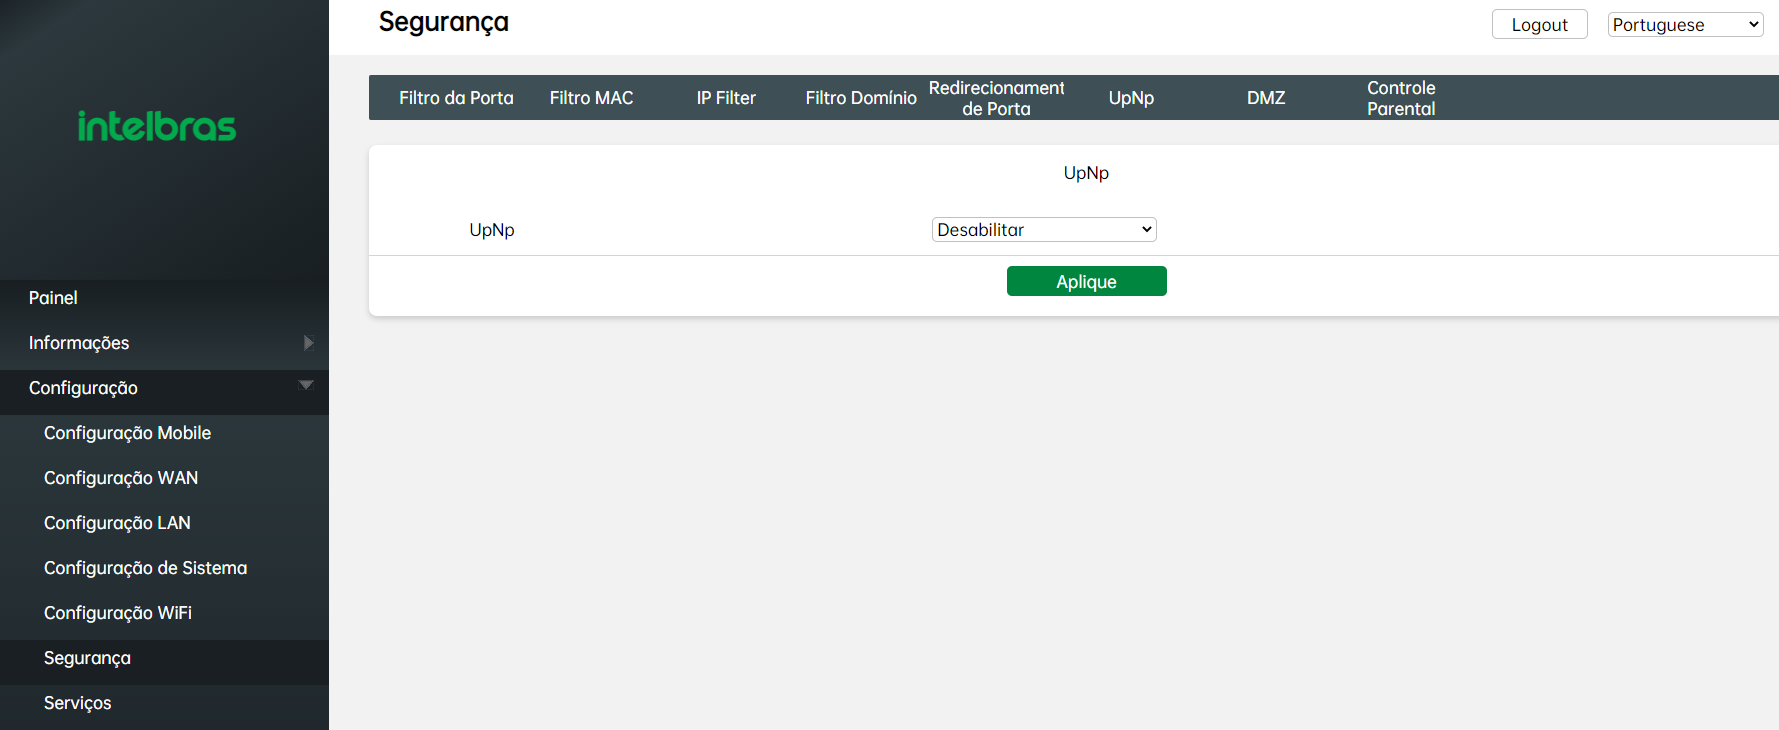 Segurança
Logout
Portuguese
intelbras
Filtro da Porta
Filtro MAC
IP Filter
Filtro Domínio
Redirecionament
de Porta
UpNp
DMZ
Controle
Parental
UpNp
UpNp
Desabilitar
Aplique
Painel
Informações
Configuração
Configuração Mobile
Configuração WAN
Configuração LAN
Configuração de Sistema
Configuração WiFi
Segurança
Serviços